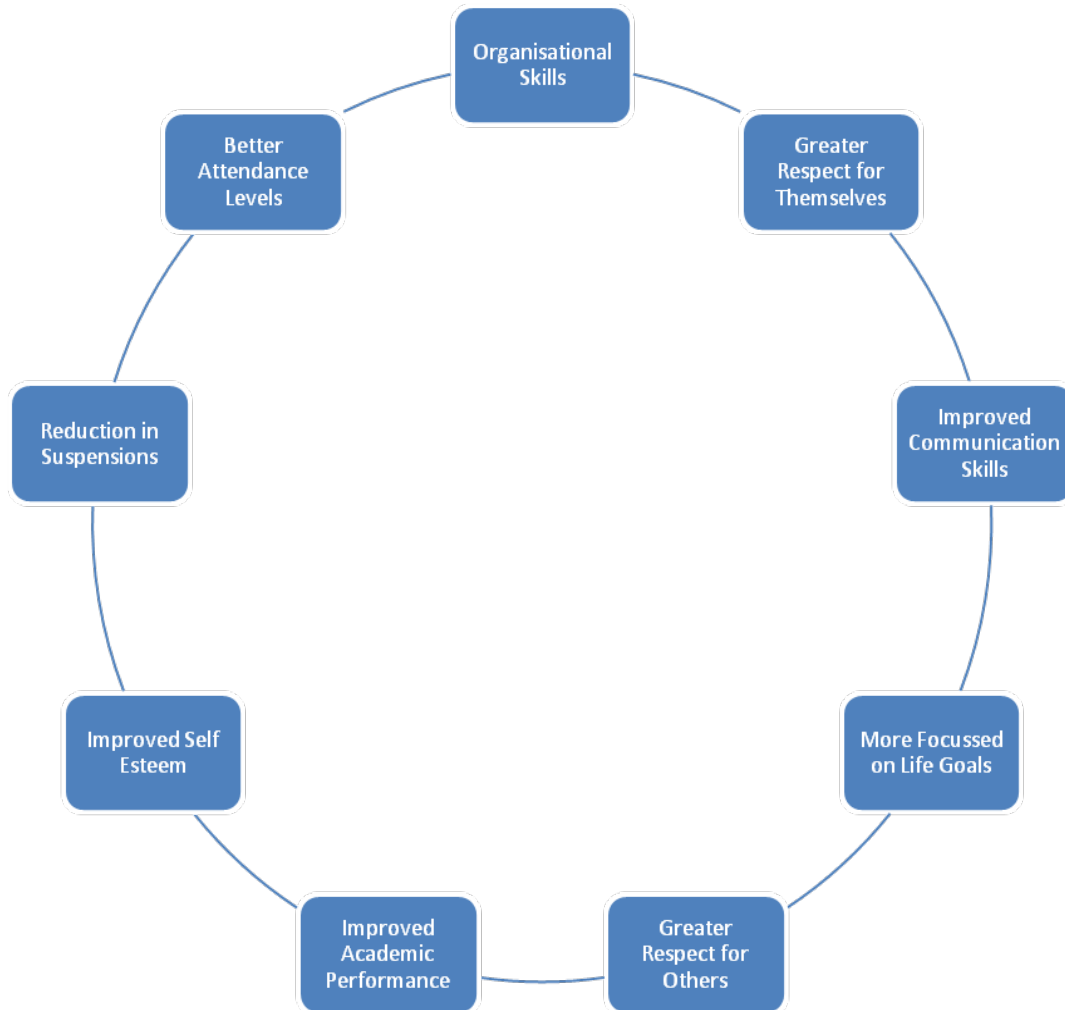 Organisational
Skills
Greater
Respect for
Themselves
Improved
Communication
Skills
More Focussed
on Life Goals
Greater
Respect for
Others
Improved
Academic
Performance
Improved Self
Esteem
Reduction in
Suspensions
Better
Attendance
Levels